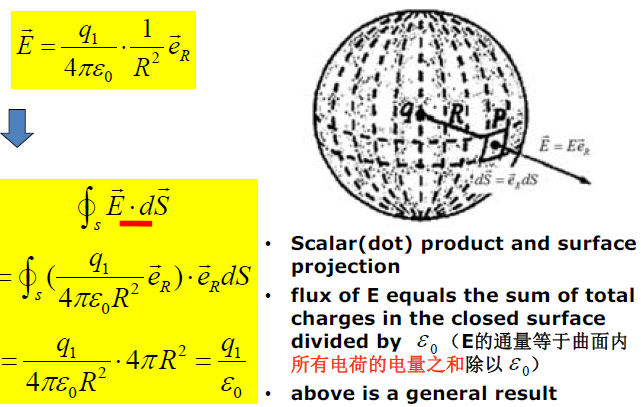 \vec{E} = \frac{q_1}{4\pi\varepsilon_0} \cdot \frac{1}{R^2} \vec{e}_R
\oint_s \vec{E} \cdot d\vec{S}
= \oint_s (\frac{q_1}{4\pi\varepsilon_0 R^2} \vec{e}_R) \cdot \vec{e}_R dS
= \frac{q_1}{4\pi\varepsilon_0 R^2} \cdot 4\pi R^2 = \frac{q_1}{\varepsilon_0}
q R P
\vec{E} = E\vec{e}_R
d\vec{S} = \vec{e}_R dS
• Scalar(dot) product and surface
projection
• flux of E equals the sum of total
charges in the closed surface
divided by ε₀（E的通量等于曲面内
所有电荷的电量之和除以 ε₀）
• above is a general result